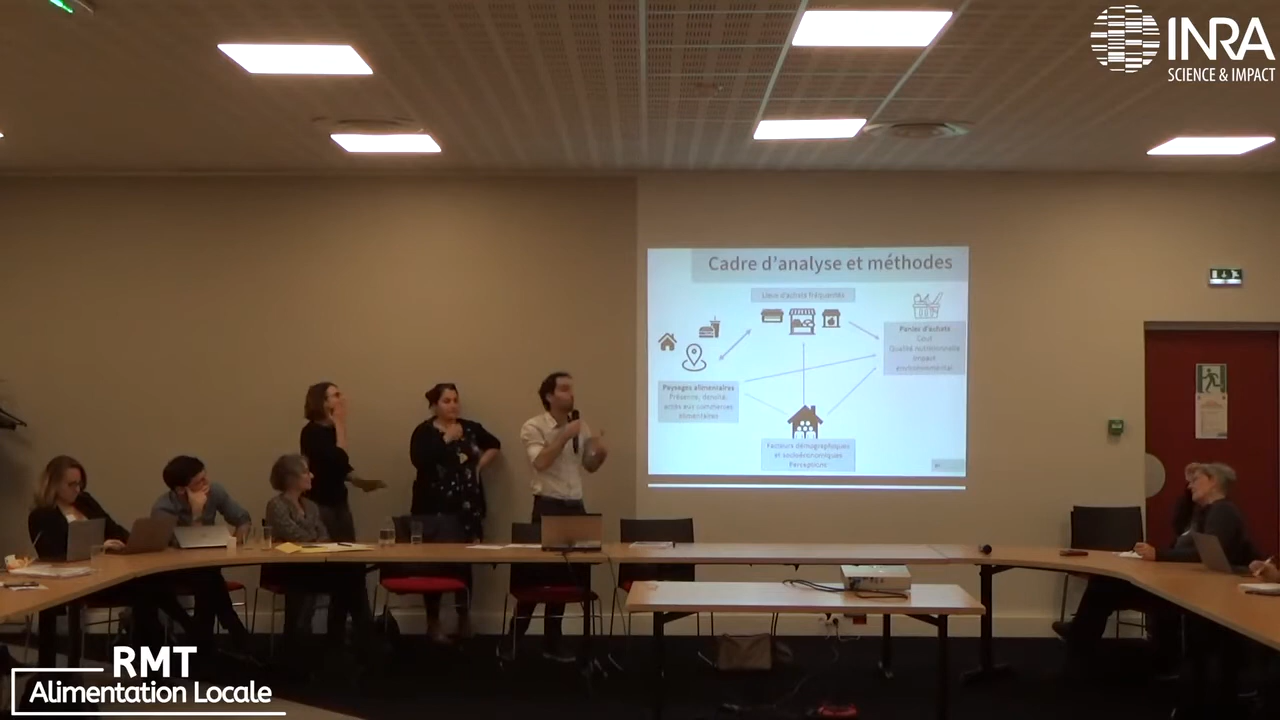 INRA
SCIENCE & IMPACT
Cadre d'analyse et méthodes
Lieux d'achats fréquentés
Paniers d'achats
Coût
Qualité nutritionnelle
Impact
environnemental
Paysages alimentaires
Présence, densité,
accès aux commerces
alimentaires
Facteurs démographiques
et socioéconomiques
Perceptions
RMT
Alimentation Locale